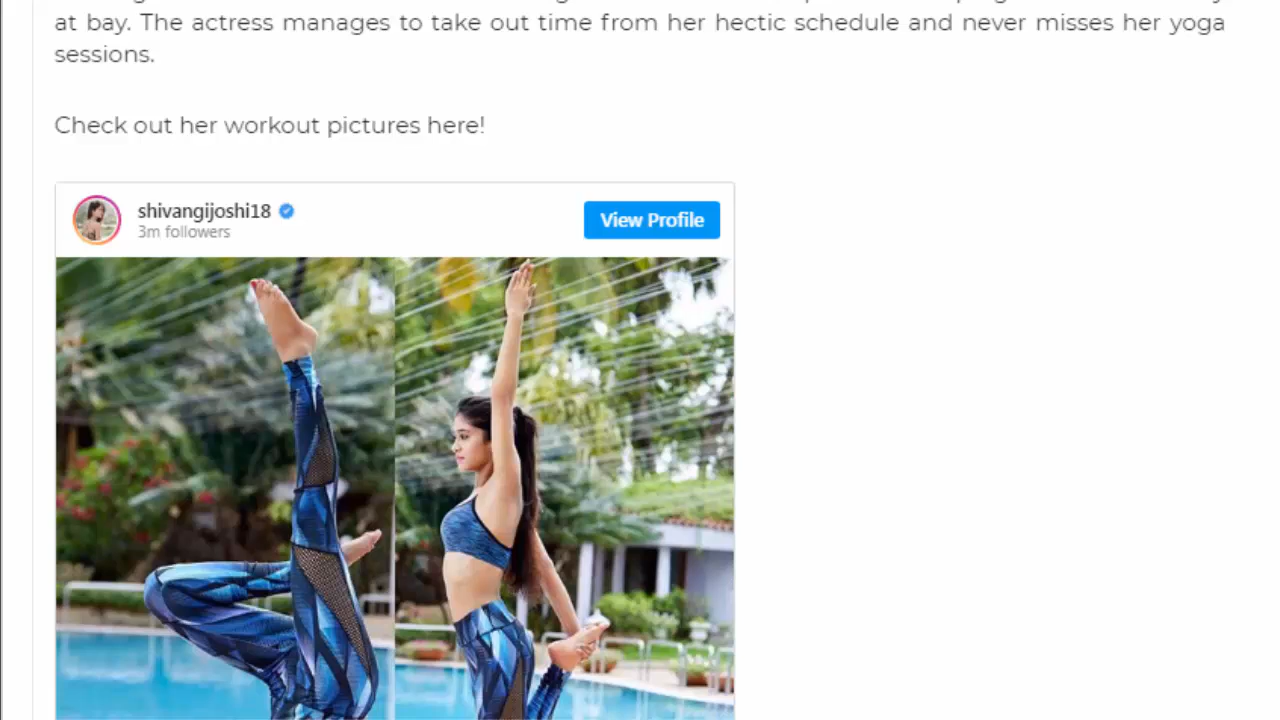 at bay. The actress manages to take out time from her hectic schedule and never misses her yoga
sessions.
Check out her workout pictures here!
shivangijoshi18
View Profile
3m followers